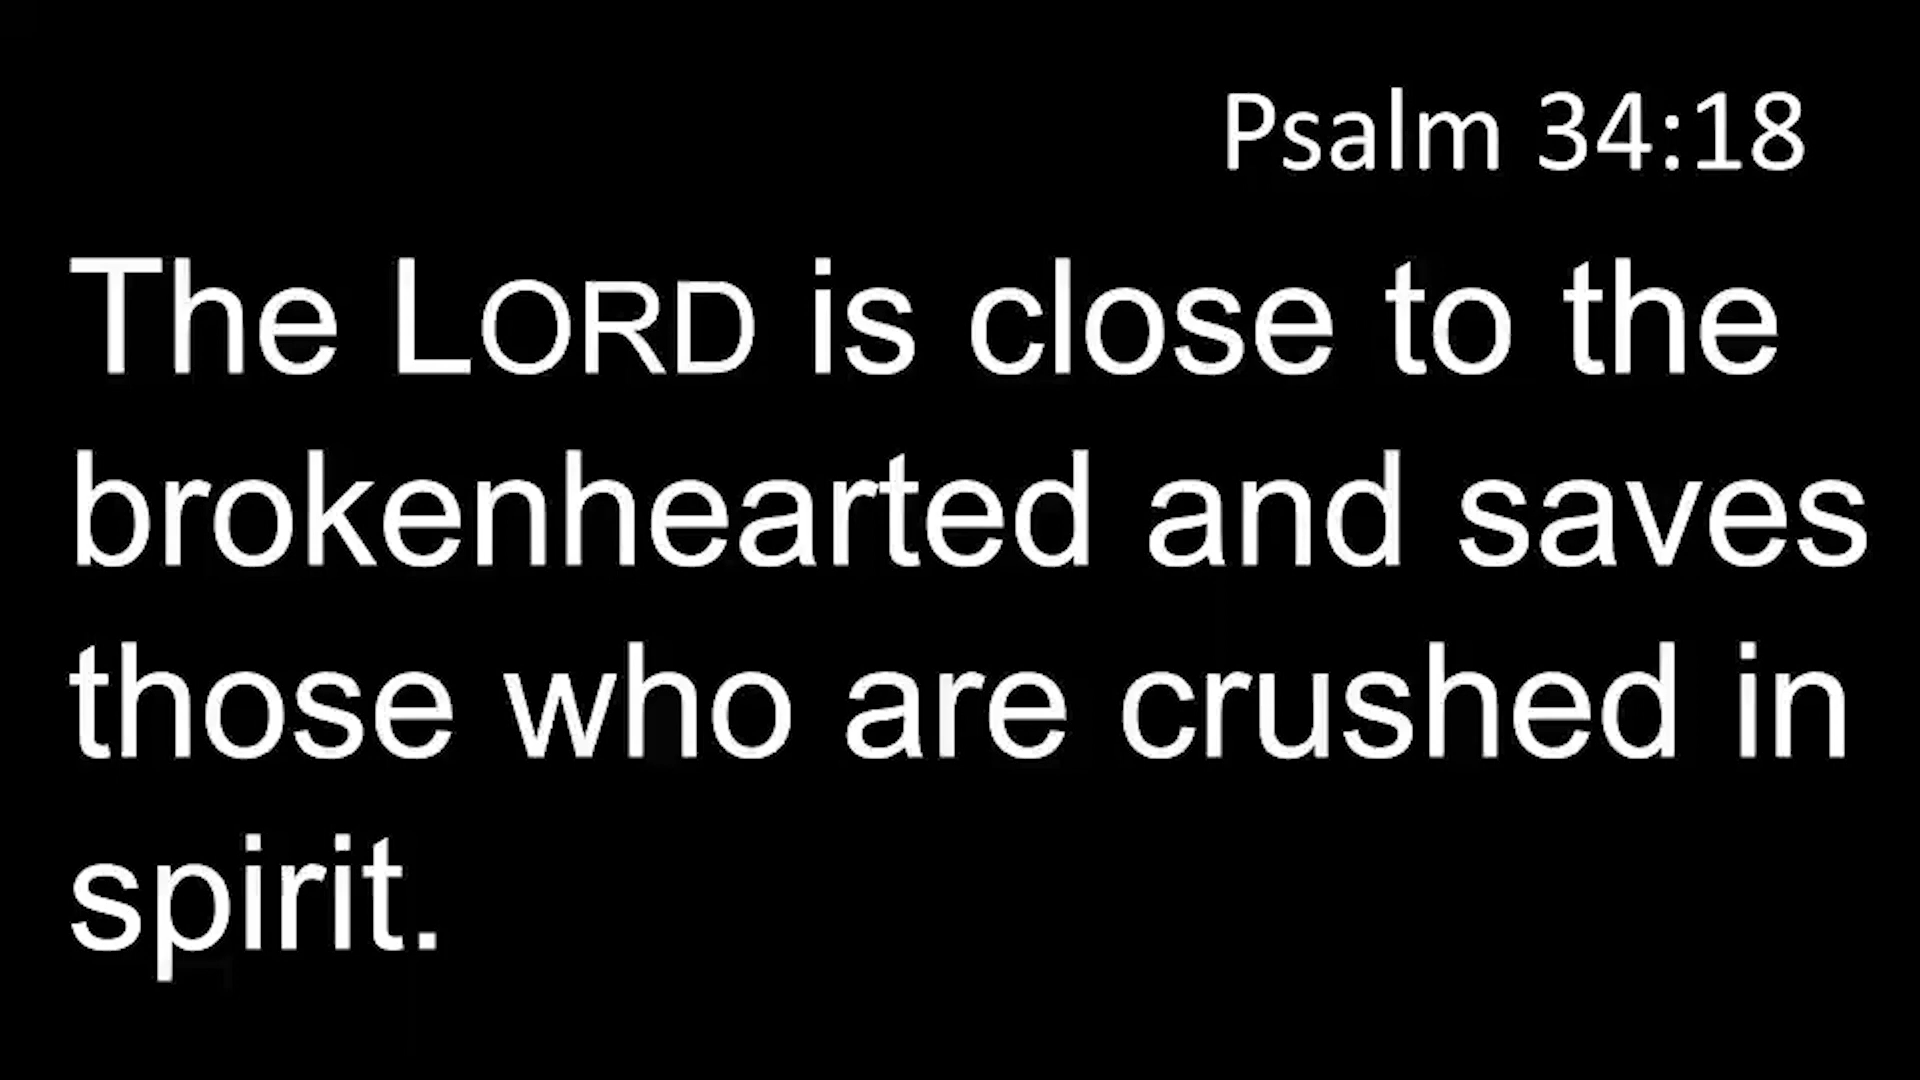 Psalm 34:18
The LORD is close to the
brokenhearted and saves
those who are crushed in
spirit.